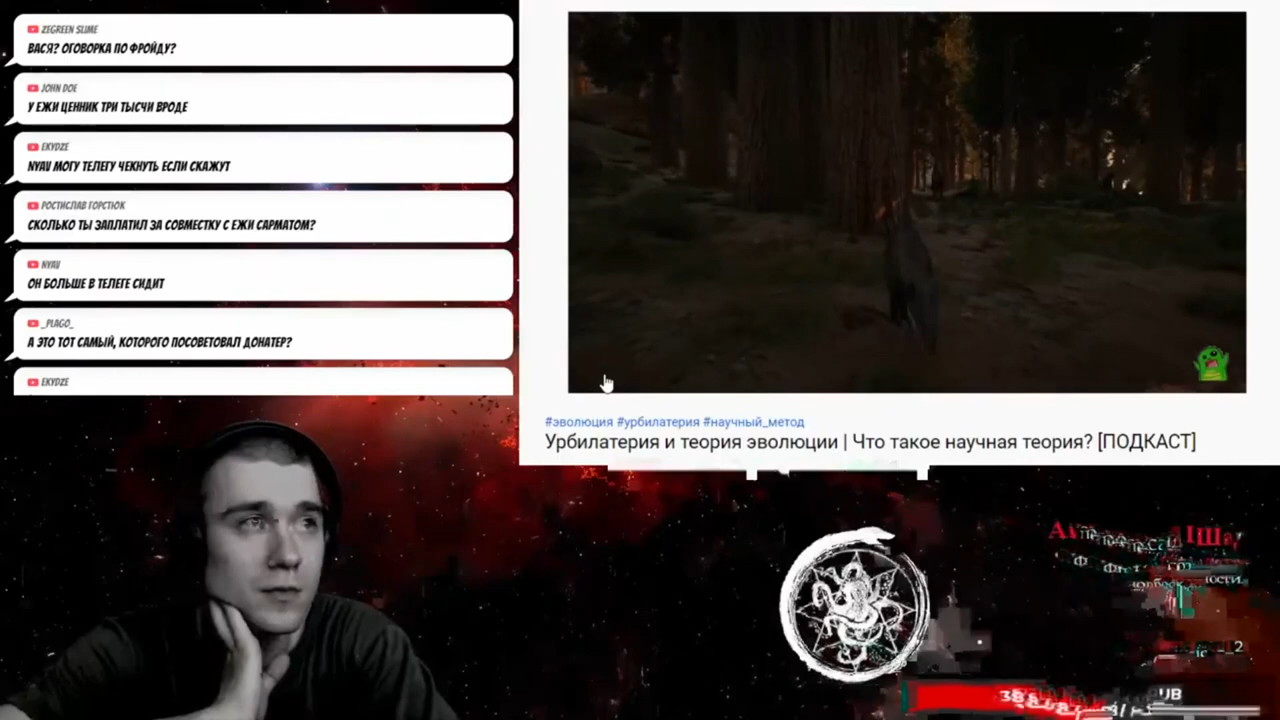 ZEGREEN SLIME
ВАСЯ? ОГОВОРКА ПО ФРОЙДУ?
JOHN DOE
У ЕЖИ ЦЕННИК ТРИ ТЫСЧИ ВРОДЕ
EKYDZE
NYAV МОГУ ТЕЛЕГУ ЧЕКНУТЬ ЕСЛИ СКАЖУТ
РОСТИСЛАВ ГОРСТЮК
СКОЛЬКО ТЫ ЗАПЛАТИЛ ЗА СОВМЕСТКУ С ЕЖИ САРМАТОМ?
NYAV
ОН БОЛЬШЕ В ТЕЛЕГЕ СИДИТ
_PLAGO_
А ЭТО ТОТ САМЫЙ, КОТОРОГО ПОСОВЕТОВАЛ ДОНАТЕР?
EKYDZE
#эволюция #урбилатерия #научный_метод
Урбилатерия и теория эволюции | Что такое научная теория? [ПОДКАСТ]